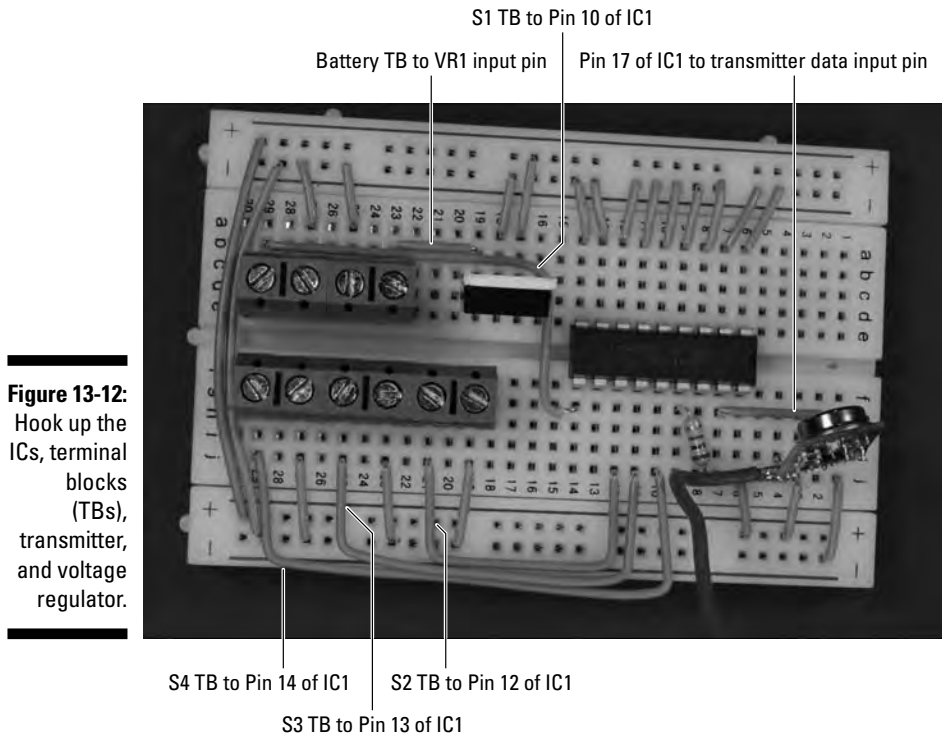 S1 TB to Pin 10 of IC1
Battery TB to VR1 input pin
Pin 17 of IC1 to transmitter data input pin
Figure 13-12:
Hook up the
ICs, terminal
blocks
(TBs),
transmitter,
and voltage
regulator.
S4 TB to Pin 14 of IC1
S2 TB to Pin 12 of IC1
S3 TB to Pin 13 of IC1